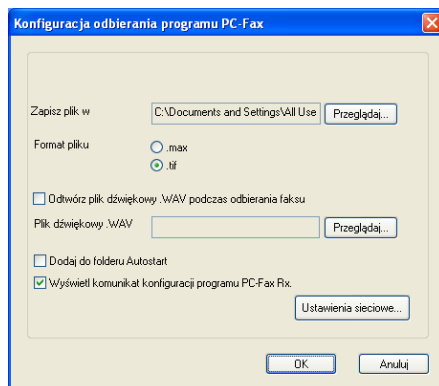 Konfiguracja odbierania programu PC-Fax
Zapisz plik w C:\Documents and Settings\All Use Przeglądaj...
Format pliku .max
.tif
Odtwórz plik dźwiękowy .WAV podczas odbierania faksu
Plik dźwiękowy .WAV Przeglądaj...
Dodaj do folderu Autostart
Wyświetl komunikat konfiguracji programu PC-Fax Rx.
Ustawienia sieciowe...
OK Anuluj